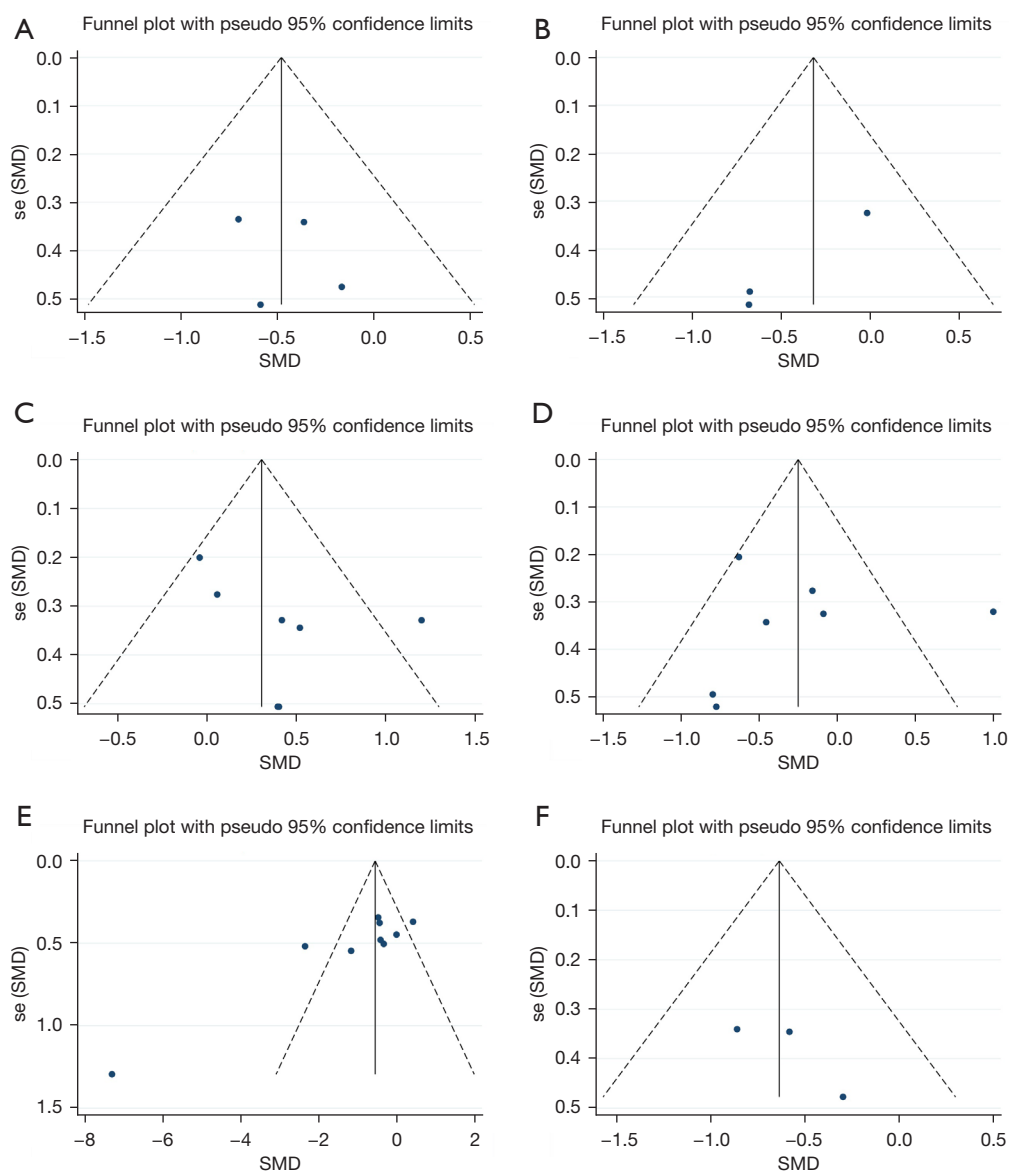 A
Funnel plot with pseudo 95% confidence limits
0.0
0.1
0.2
0.3
0.4
0.5
se (SMD)
−1.5 −1.0 −0.5 0.0 0.5
SMD
B
Funnel plot with pseudo 95% confidence limits
0.0
0.1
0.2
0.3
0.4
0.5
se (SMD)
−1.5 −1.0 −0.5 0.0 0.5
SMD
C
Funnel plot with pseudo 95% confidence limits
0.0
0.1
0.2
0.3
0.4
0.5
se (SMD)
−0.5 0.0 0.5 1.0 1.5
SMD
D
Funnel plot with pseudo 95% confidence limits
0.0
0.1
0.2
0.3
0.4
0.5
se (SMD)
−1.5 −1.0 −0.5 0.0 0.5 1.0
SMD
E
Funnel plot with pseudo 95% confidence limits
0.0
0.5
1.0
1.5
se (SMD)
−8 −6 −4 −2 0 2
SMD
F
Funnel plot with pseudo 95% confidence limits
0.0
0.1
0.2
0.3
0.4
0.5
se (SMD)
−1.5 −1.0 −0.5 0.0 0.5
SMD